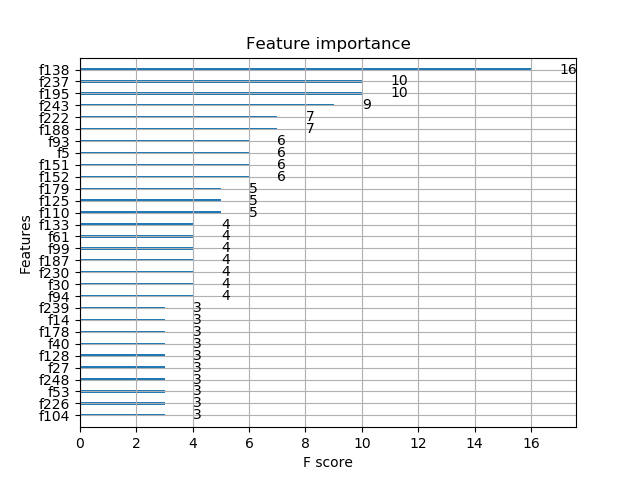 Feature importance
f138 16
f237 10
f195 10
f243 9
f222 7
f188 7
f93 6
f5 6
f151 6
f152 6
f179 5
f125 5
f110 5
f133 4
f61 4
f99 4
f187 4
f230 4
f30 4
f94 4
f239 3
f14 3
f178 3
f40 3
f128 3
f27 3
f248 3
f53 3
f226 3
f104 3
Features
0 2 4 6 8 10 12 14 16
F score